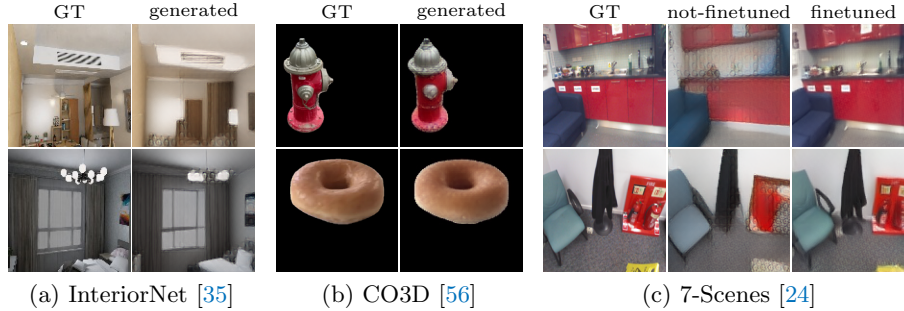 GT generated GT generated GT not-finetuned finetuned
(a) InteriorNet [35] (b) CO3D [56] (c) 7-Scenes [24]